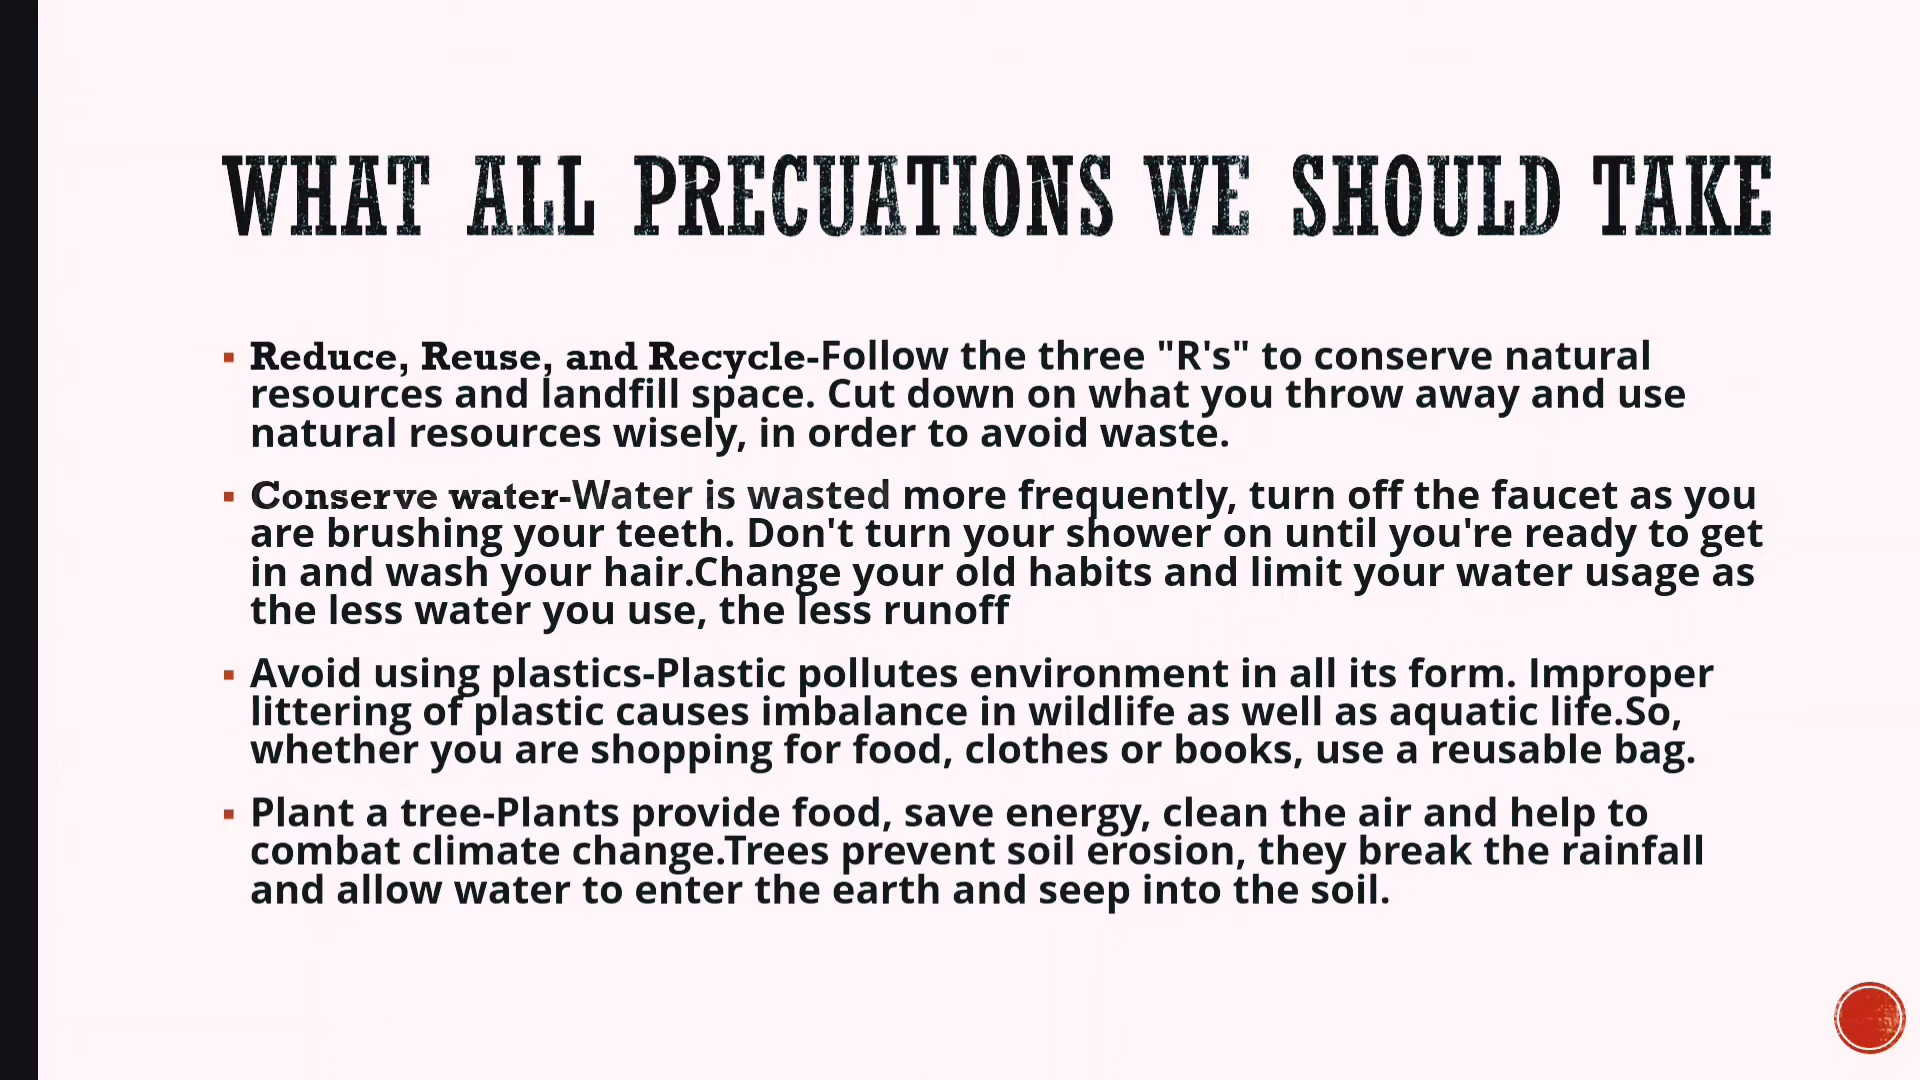 WHAT ALL PRECUATIONS WE SHOULD TAKE
▪ Reduce, Reuse, and Recycle-Follow the three "R's" to conserve natural
resources and landfill space. Cut down on what you throw away and use
natural resources wisely, in order to avoid waste.
▪ Conserve water-Water is wasted more frequently, turn off the faucet as you
are brushing your teeth. Don't turn your shower on until you're ready to get
in and wash your hair.Change your old habits and limit your water usage as
the less water you use, the less runoff
▪ Avoid using plastics-Plastic pollutes environment in all its form. Improper
littering of plastic causes imbalance in wildlife as well as aquatic life.So,
whether you are shopping for food, clothes or books, use a reusable bag.
▪ Plant a tree-Plants provide food, save energy, clean the air and help to
combat climate change.Trees prevent soil erosion, they break the rainfall
and allow water to enter the earth and seep into the soil.